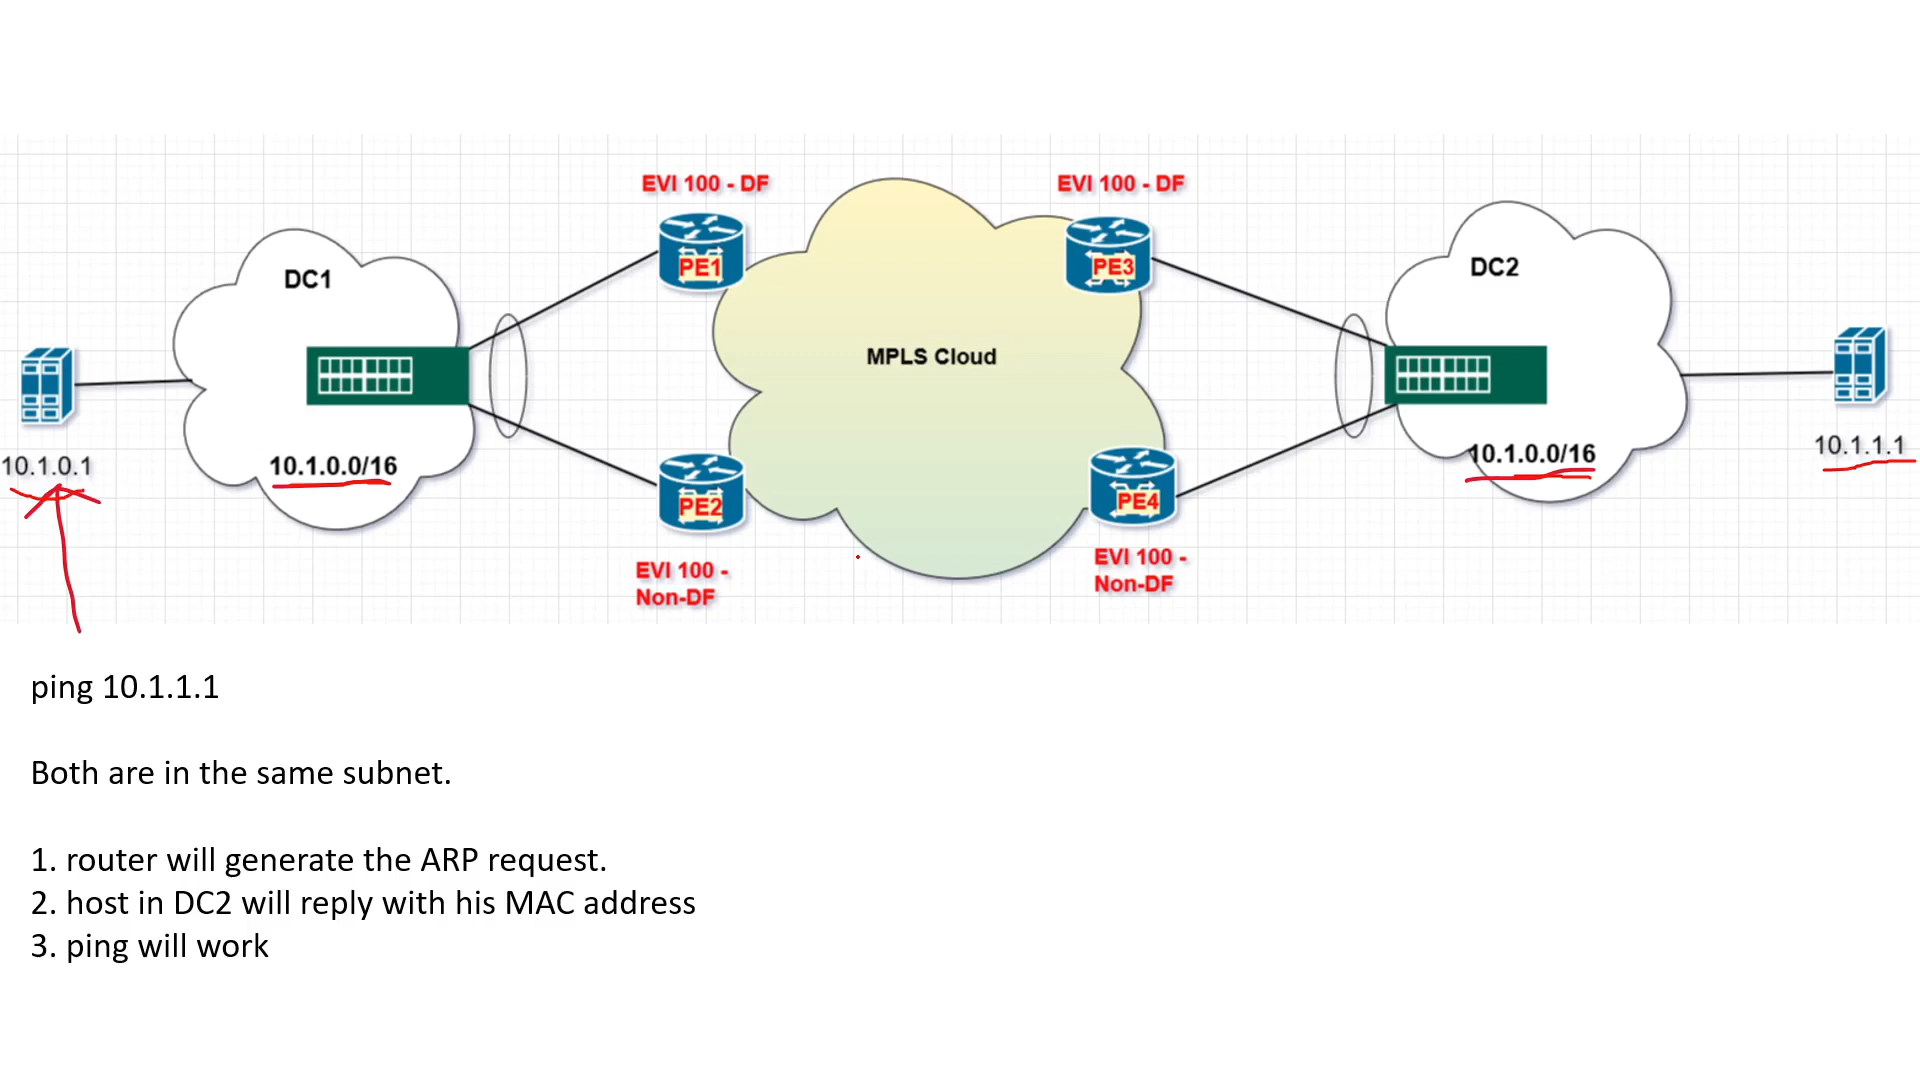 EVI 100 - DF
EVI 100 - DF
PE1
PE3
DC1
DC2
MPLS Cloud
10.1.0.1
10.1.0.0/16
10.1.0.0/16
10.1.1.1
PE2
PE4
EVI 100 -
Non-DF
EVI 100 -
Non-DF
ping 10.1.1.1
Both are in the same subnet.
1. router will generate the ARP request.
2. host in DC2 will reply with his MAC address
3. ping will work